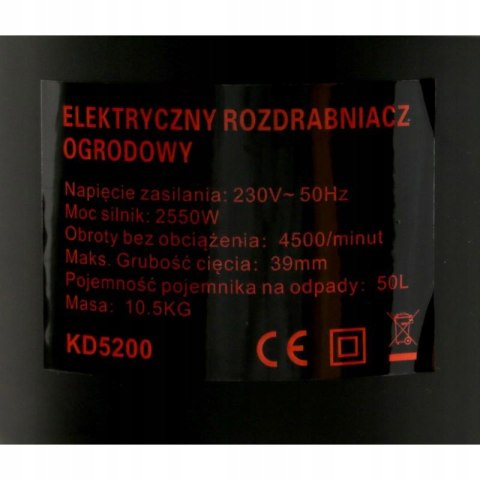 ELEKTRYCZNY ROZDRABNIACZ
OGRODOWY
Napięcie zasilania: 230V~ 50Hz
Moc silnik: 2550W
Obroty bez obciążenia: 4500/minut
Maks. Grubość cięcia: 39mm
Pojemność pojemnika na odpady: 50L
Masa: 10.5KG
KD5200 CE